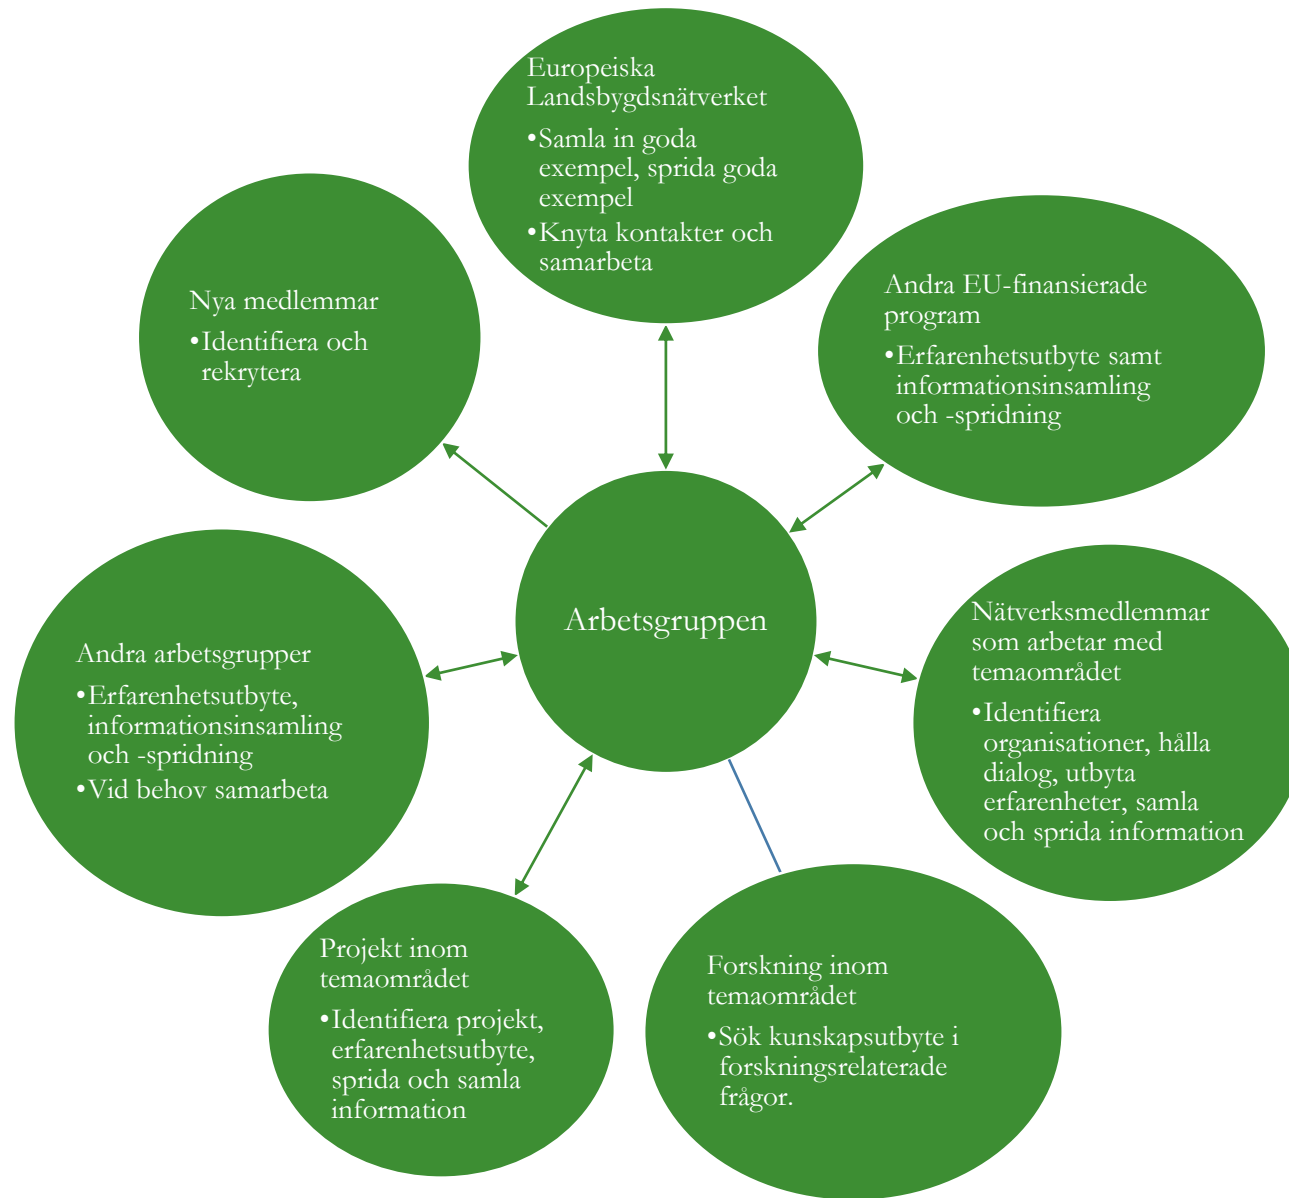 Europeiska
Landsbygdsnätverket
•Samla in goda
exempel, sprida goda
exempel
•Knyta kontakter och
samarbeta
Andra EU-finansierade
program
•Erfarenhetsutbyte samt
informationsinsamling
och -spridning
Nätverksmedlemmar
som arbetar med
temaområdet
•Identifiera
organisationer, hålla
dialog, utbyta
erfarenheter, samla
och sprida information
Forskning inom
temaområdet
•Sök kunskapsutbyte i
forskningsrelaterade
frågor.
Projekt inom
temaområdet
•Identifiera projekt,
erfarenhetsutbyte,
sprida och samla
information
Andra arbetsgrupper
•Erfarenhetsutbyte,
informationsinsamling
och -spridning
•Vid behov samarbeta
Nya medlemmar
•Identifiera och
rekrytera
Arbetsgruppen